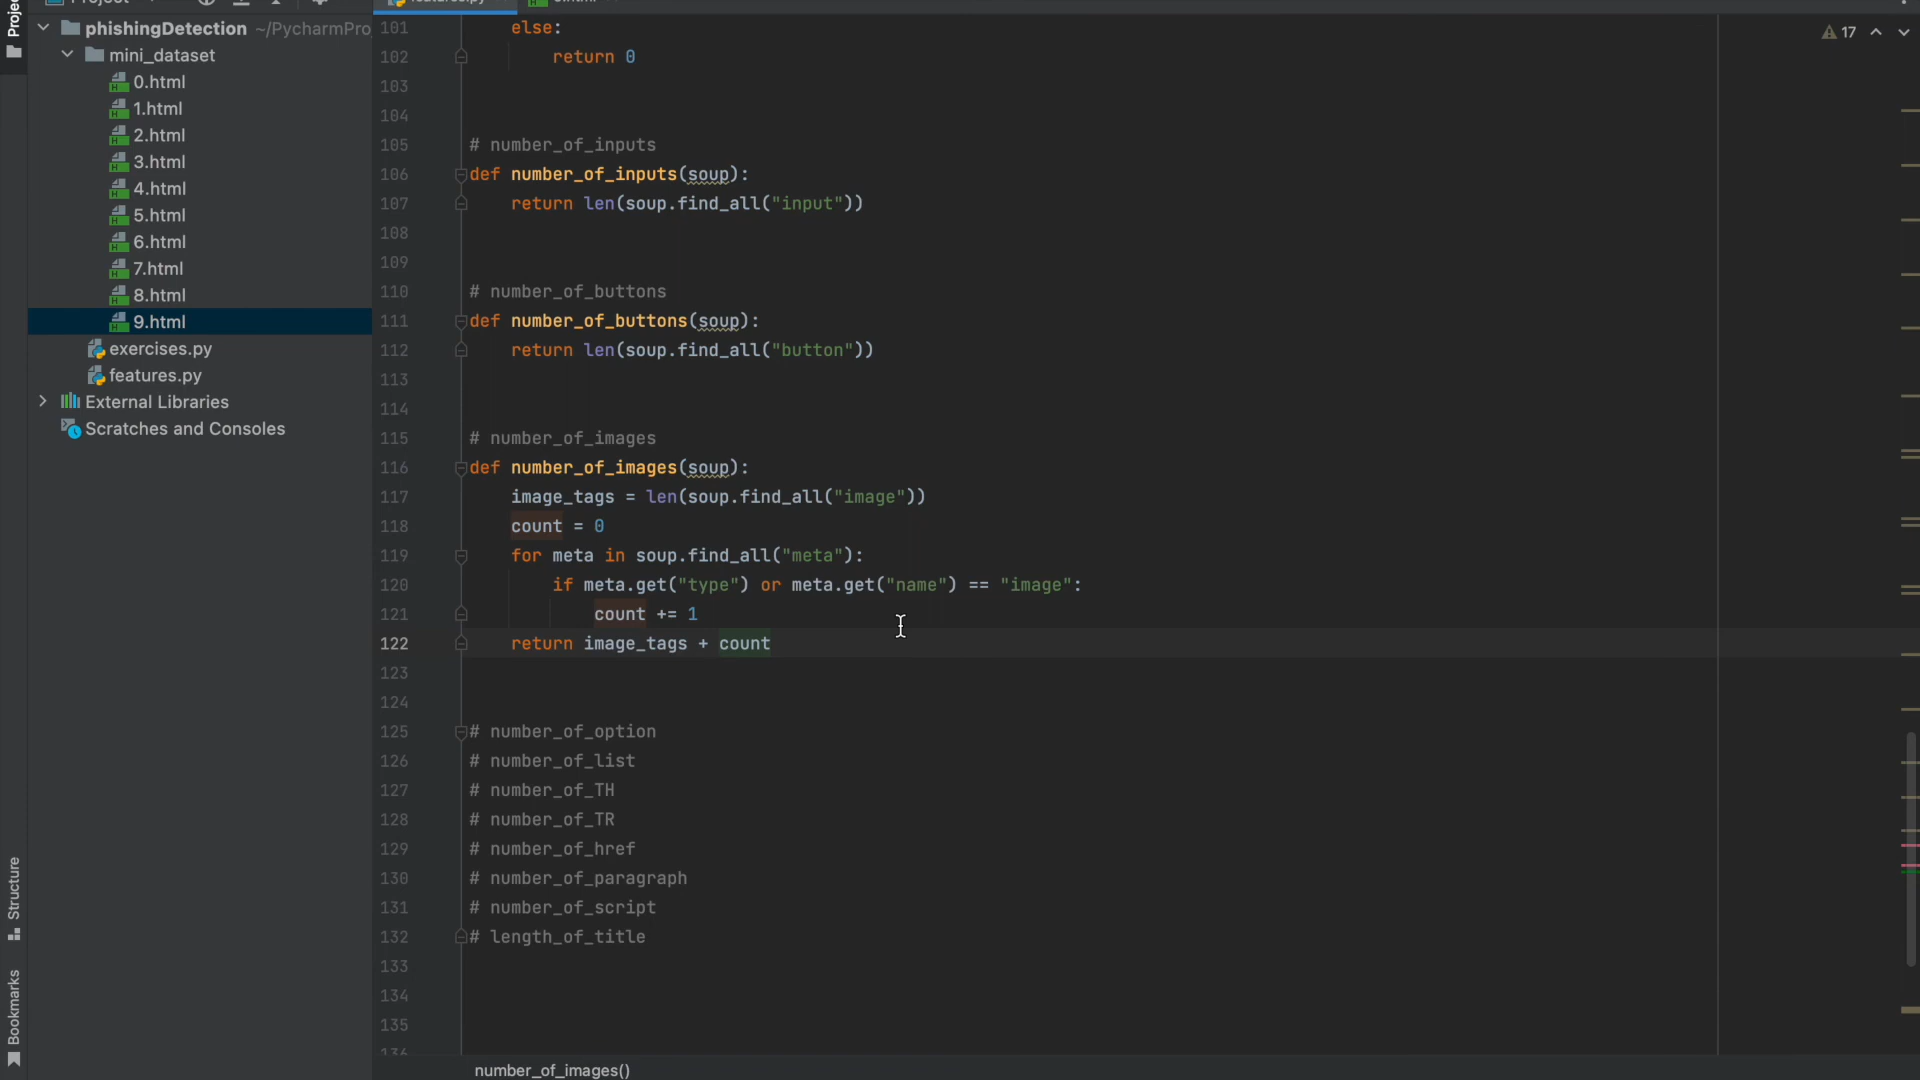 Project
features.py
phishingDetection ~/PycharmPro
mini_dataset
0.html
1.html
2.html
3.html
4.html
5.html
6.html
7.html
8.html
9.html
exercises.py
features.py
External Libraries
Scratches and Consoles
Structure
Bookmarks
17
101 else:
102 return 0
103
104
105 # number_of_inputs
106 def number_of_inputs(soup):
107 return len(soup.find_all("input"))
108
109
110 # number_of_buttons
111 def number_of_buttons(soup):
112 return len(soup.find_all("button"))
113
114
115 # number_of_images
116 def number_of_images(soup):
117 image_tags = len(soup.find_all("image"))
118 count = 0
119 for meta in soup.find_all("meta"):
120 if meta.get("type") or meta.get("name") == "image":
121 count += 1
122 return image_tags + count
123
124
125 # number_of_option
126 # number_of_list
127 # number_of_TH
128 # number_of_TR
129 # number_of_href
130 # number_of_paragraph
131 # number_of_script
132 # length_of_title
133
134
135
136
number_of_images()